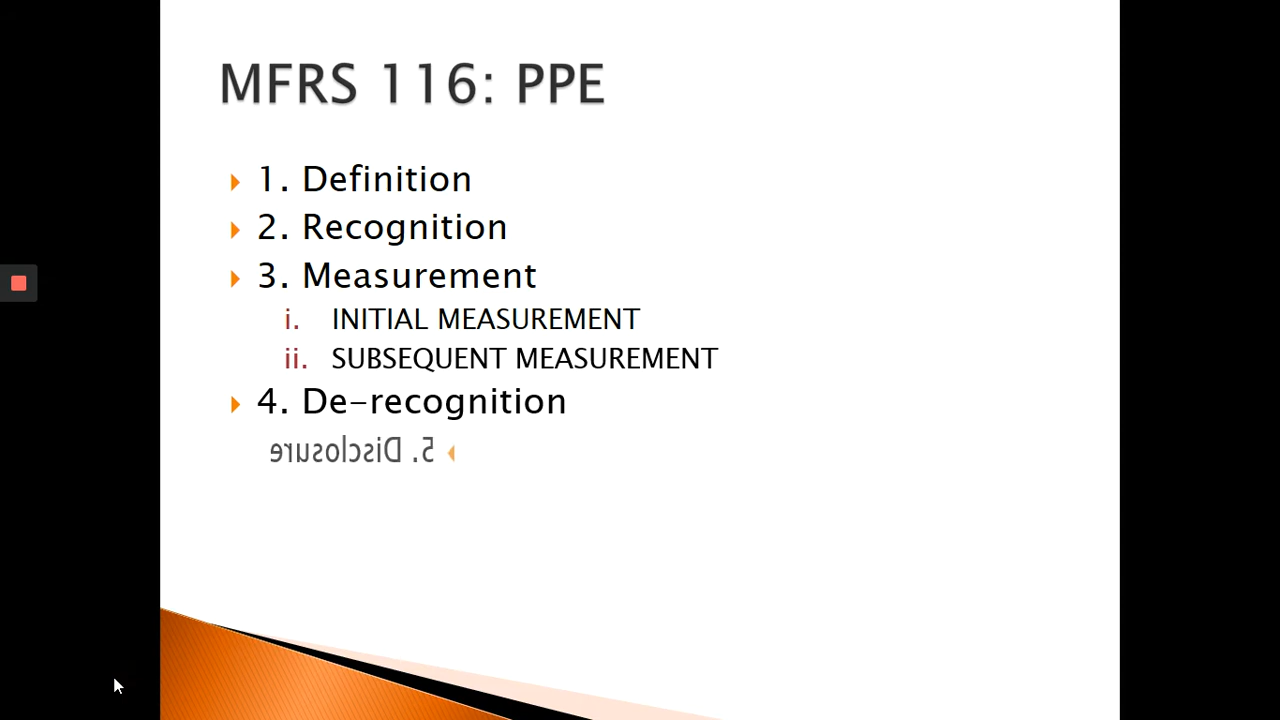 MFRS 116: PPE
1. Definition
2. Recognition
3. Measurement
i. INITIAL MEASUREMENT
ii. SUBSEQUENT MEASUREMENT
4. De-recognition
5. Disclosure